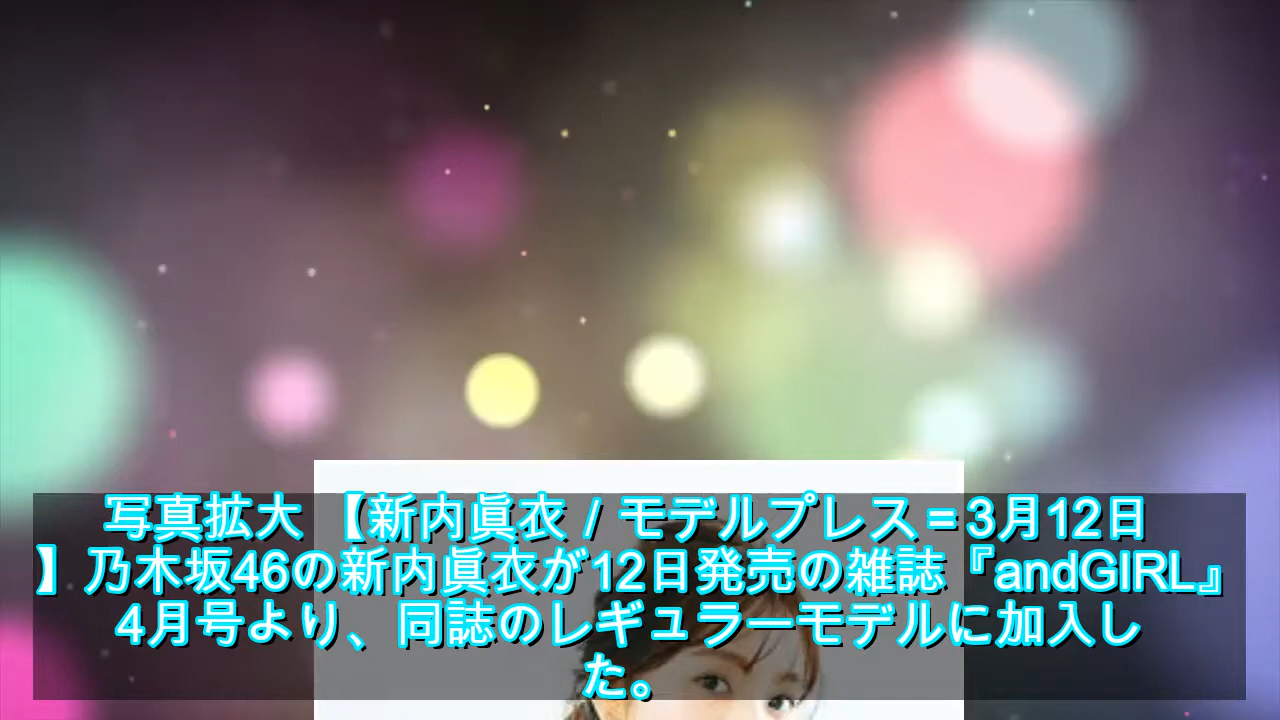 写真拡大 【新内眞衣／モデルプレス＝3月12日
】乃木坂46の新内眞衣が12日発売の雑誌『andGIRL』
4月号より、同誌のレギュラーモデルに加入し
た。